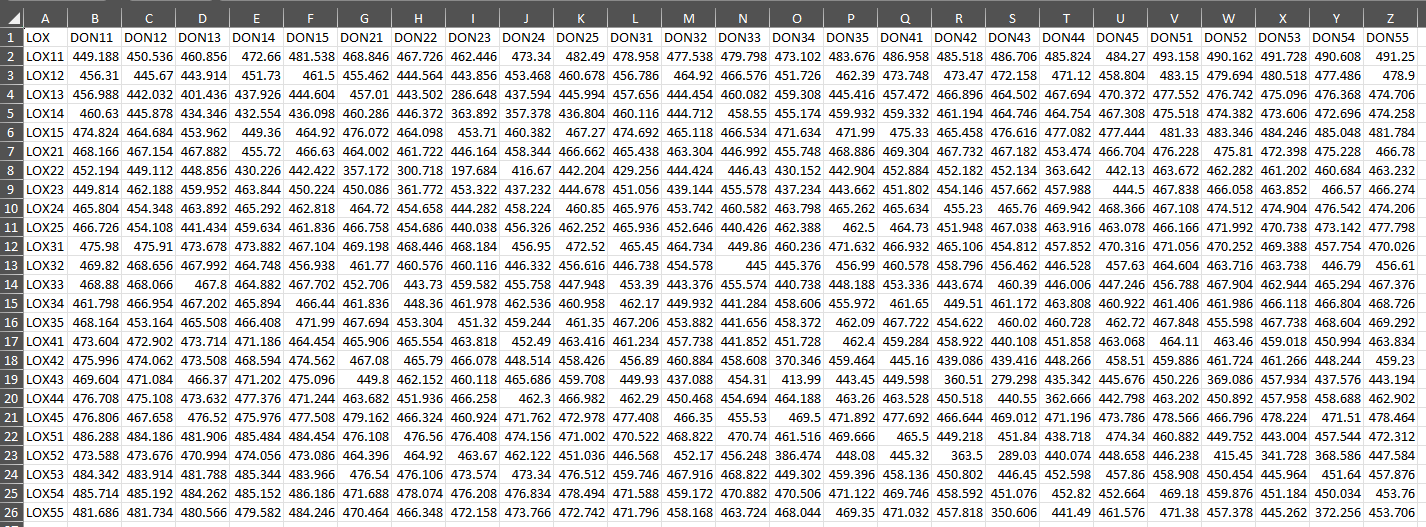 A B C D E F G H I J K L M N O P Q R S T U V W X Y Z
1 LOX DON11 DON12 DON13 DON14 DON15 DON21 DON22 DON23 DON24 DON25 DON31 DON32 DON33 DON34 DON35 DON41 DON42 DON43 DON44 DON45 DON51 DON52 DON53 DON54 DON55
2 LOX11 449.188 450.536 460.856 472.66 481.538 468.846 467.726 462.446 473.34 482.49 478.958 477.538 479.798 473.102 483.676 486.958 485.518 486.706 485.824 484.27 493.158 490.162 491.728 490.608 491.25
3 LOX12 456.31 445.67 443.914 451.73 461.5 455.462 444.564 443.856 453.468 460.678 456.786 464.92 466.576 451.726 462.39 473.748 473.47 472.158 471.12 458.804 483.15 479.694 480.518 477.486 478.9
4 LOX13 456.988 442.032 401.436 437.926 444.604 457.01 443.502 286.648 437.594 445.994 457.656 444.454 460.082 459.308 445.416 457.472 466.896 464.502 467.694 470.372 477.552 476.742 475.096 476.368 474.706
5 LOX14 460.63 445.878 434.346 432.554 436.098 460.286 446.372 363.892 357.378 436.804 460.116 444.712 458.55 455.174 459.932 459.332 461.194 464.746 464.754 467.308 475.518 474.382 473.606 472.696 474.258
6 LOX15 474.824 464.684 453.962 449.36 464.92 476.072 464.098 453.71 460.382 467.27 474.692 465.118 466.534 471.634 471.99 475.33 465.458 476.616 477.082 477.444 481.33 483.346 484.246 485.048 481.784
7 LOX21 468.166 467.154 467.882 455.72 466.63 464.002 461.722 446.164 458.344 466.662 465.438 463.304 446.992 455.748 468.886 469.304 467.732 467.182 453.474 466.704 476.228 475.81 472.398 475.228 466.78
8 LOX22 452.194 449.112 448.856 430.226 442.422 357.172 300.718 197.684 416.67 442.204 429.256 444.424 446.43 430.152 442.904 452.884 452.182 452.134 363.642 442.13 463.672 462.282 461.202 460.684 463.232
9 LOX23 449.814 462.188 459.952 463.844 450.224 450.086 361.772 453.322 437.232 444.678 451.056 439.144 455.578 437.234 443.662 451.802 454.146 457.662 457.988 444.5 467.838 466.058 463.852 466.57 466.274
10 LOX24 465.804 454.348 463.892 465.292 462.818 464.72 454.658 444.282 458.224 460.85 465.976 453.742 460.582 463.798 465.262 465.634 455.23 465.76 469.942 468.366 467.108 474.512 474.904 476.542 474.206
11 LOX25 466.726 454.108 441.434 459.634 461.836 466.758 454.686 440.038 456.326 462.252 465.936 452.646 440.426 462.388 462.5 464.73 451.948 467.038 463.916 463.078 466.166 471.992 470.738 473.142 477.798
12 LOX31 475.98 475.91 473.678 473.882 467.104 469.198 468.446 468.184 456.95 472.52 465.45 464.734 449.86 460.236 471.632 466.932 465.106 454.812 457.852 470.316 471.056 470.252 469.388 457.754 470.026
13 LOX32 469.82 468.656 467.992 464.748 456.938 461.77 460.576 460.116 446.332 456.616 446.738 454.578 445 445.376 456.99 460.578 458.796 456.462 446.528 457.63 464.604 463.716 463.738 446.79 456.61
14 LOX33 468.88 468.066 467.8 464.882 467.702 452.706 443.73 459.582 455.758 447.948 453.39 443.376 455.574 440.738 448.188 453.336 443.674 460.39 446.006 447.246 456.788 467.904 462.944 465.294 467.376
15 LOX34 461.798 466.954 467.202 465.894 466.44 461.836 448.36 461.978 462.536 460.958 462.17 449.932 441.284 458.606 455.972 461.65 449.51 461.172 463.808 460.922 461.406 461.986 466.118 466.804 468.726
16 LOX35 468.164 453.164 465.508 466.408 471.99 467.694 453.304 451.32 459.244 461.35 467.206 453.882 441.656 458.372 462.09 467.722 454.622 460.02 460.728 462.72 467.848 455.598 467.738 468.604 469.292
17 LOX41 473.604 472.902 473.714 471.186 464.454 465.906 465.554 463.818 452.49 463.416 461.234 457.738 441.852 451.728 462.4 459.284 458.922 440.108 451.858 463.068 464.11 463.46 459.018 450.994 463.834
18 LOX42 475.996 474.062 473.508 468.594 474.562 467.08 465.79 466.078 448.514 458.426 456.89 460.884 458.608 370.346 459.464 445.16 439.086 439.416 448.266 458.51 459.886 461.724 461.266 448.244 459.23
19 LOX43 469.604 471.084 466.37 471.202 475.096 449.8 462.152 460.118 465.686 459.708 449.93 437.088 454.31 413.99 443.45 449.598 360.51 279.298 435.342 445.676 450.226 369.086 457.934 437.576 443.194
20 LOX44 476.708 475.108 473.632 477.376 471.244 463.682 451.936 466.258 462.3 466.982 462.29 450.468 454.694 464.188 463.26 463.528 450.518 440.55 362.666 442.798 463.202 450.892 457.958 458.688 462.902
21 LOX45 476.806 467.658 476.52 475.976 477.508 479.162 466.324 460.924 471.762 472.978 477.408 466.35 455.53 469.5 471.892 477.692 466.644 469.012 471.196 473.786 478.566 466.796 478.224 471.51 478.464
22 LOX51 486.288 484.186 481.906 485.484 484.454 476.108 476.56 476.408 474.156 471.002 470.522 468.822 470.74 461.516 469.666 465.5 449.218 451.84 438.718 474.34 460.882 449.752 443.004 457.544 472.312
23 LOX52 473.588 473.676 470.994 474.056 473.086 464.396 464.92 463.67 462.122 451.036 446.568 452.17 456.248 386.474 448.08 445.32 363.5 289.03 440.074 448.658 446.238 415.45 341.728 368.586 447.584
24 LOX53 484.342 483.914 481.788 485.344 483.966 476.54 476.106 473.574 473.34 476.512 459.746 467.916 468.822 449.302 459.396 458.136 450.802 446.45 452.598 457.86 458.908 450.454 445.964 451.64 457.876
25 LOX54 485.714 485.192 484.262 485.152 486.186 471.688 478.074 476.208 476.834 478.494 471.588 459.172 470.882 470.506 471.122 469.746 458.592 451.076 452.82 452.664 469.18 459.876 451.184 450.034 453.76
26 LOX55 481.686 481.734 480.566 479.582 484.246 470.464 466.348 472.158 473.766 472.742 471.796 458.168 463.724 468.044 469.35 471.032 457.818 350.606 441.49 461.576 471.38 457.378 445.262 372.256 453.706